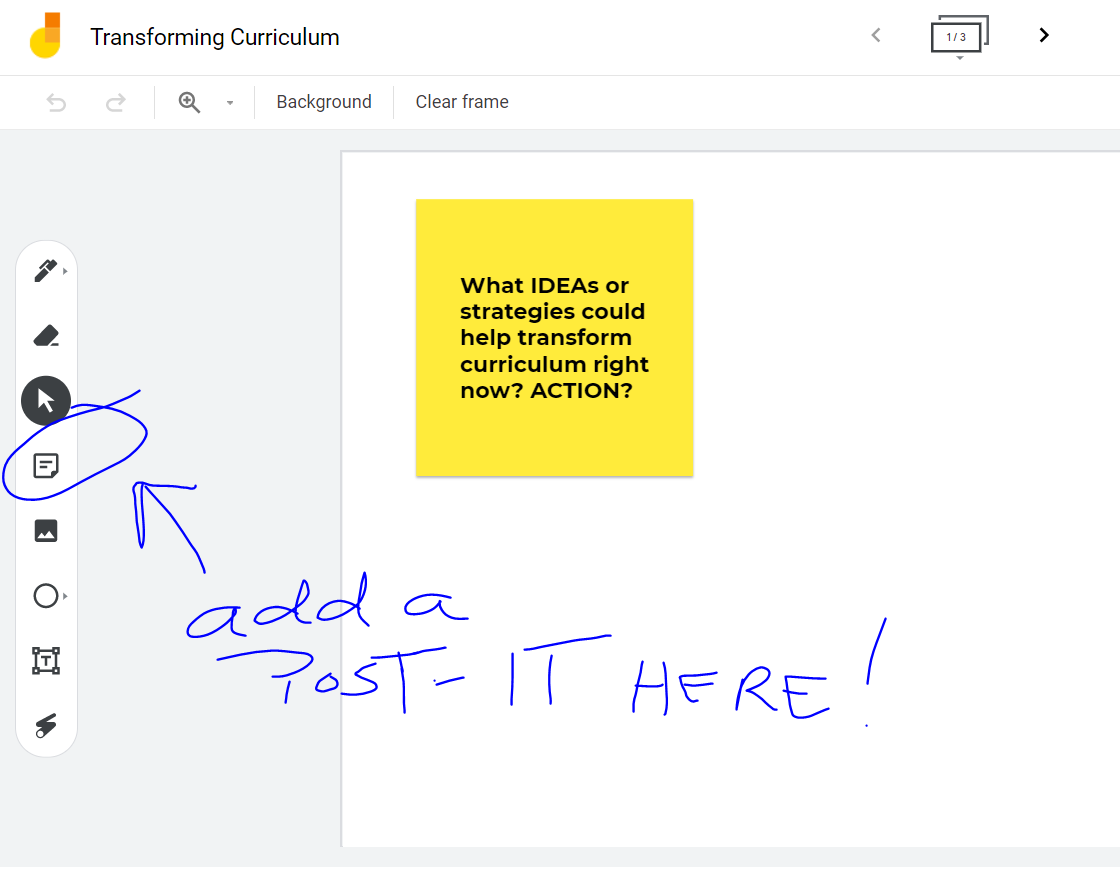 Transforming Curriculum
1 / 3
Background
Clear frame
What IDEAs or
strategies could
help transform
curriculum right
now? ACTION?
T
add a
POST-IT HERE!